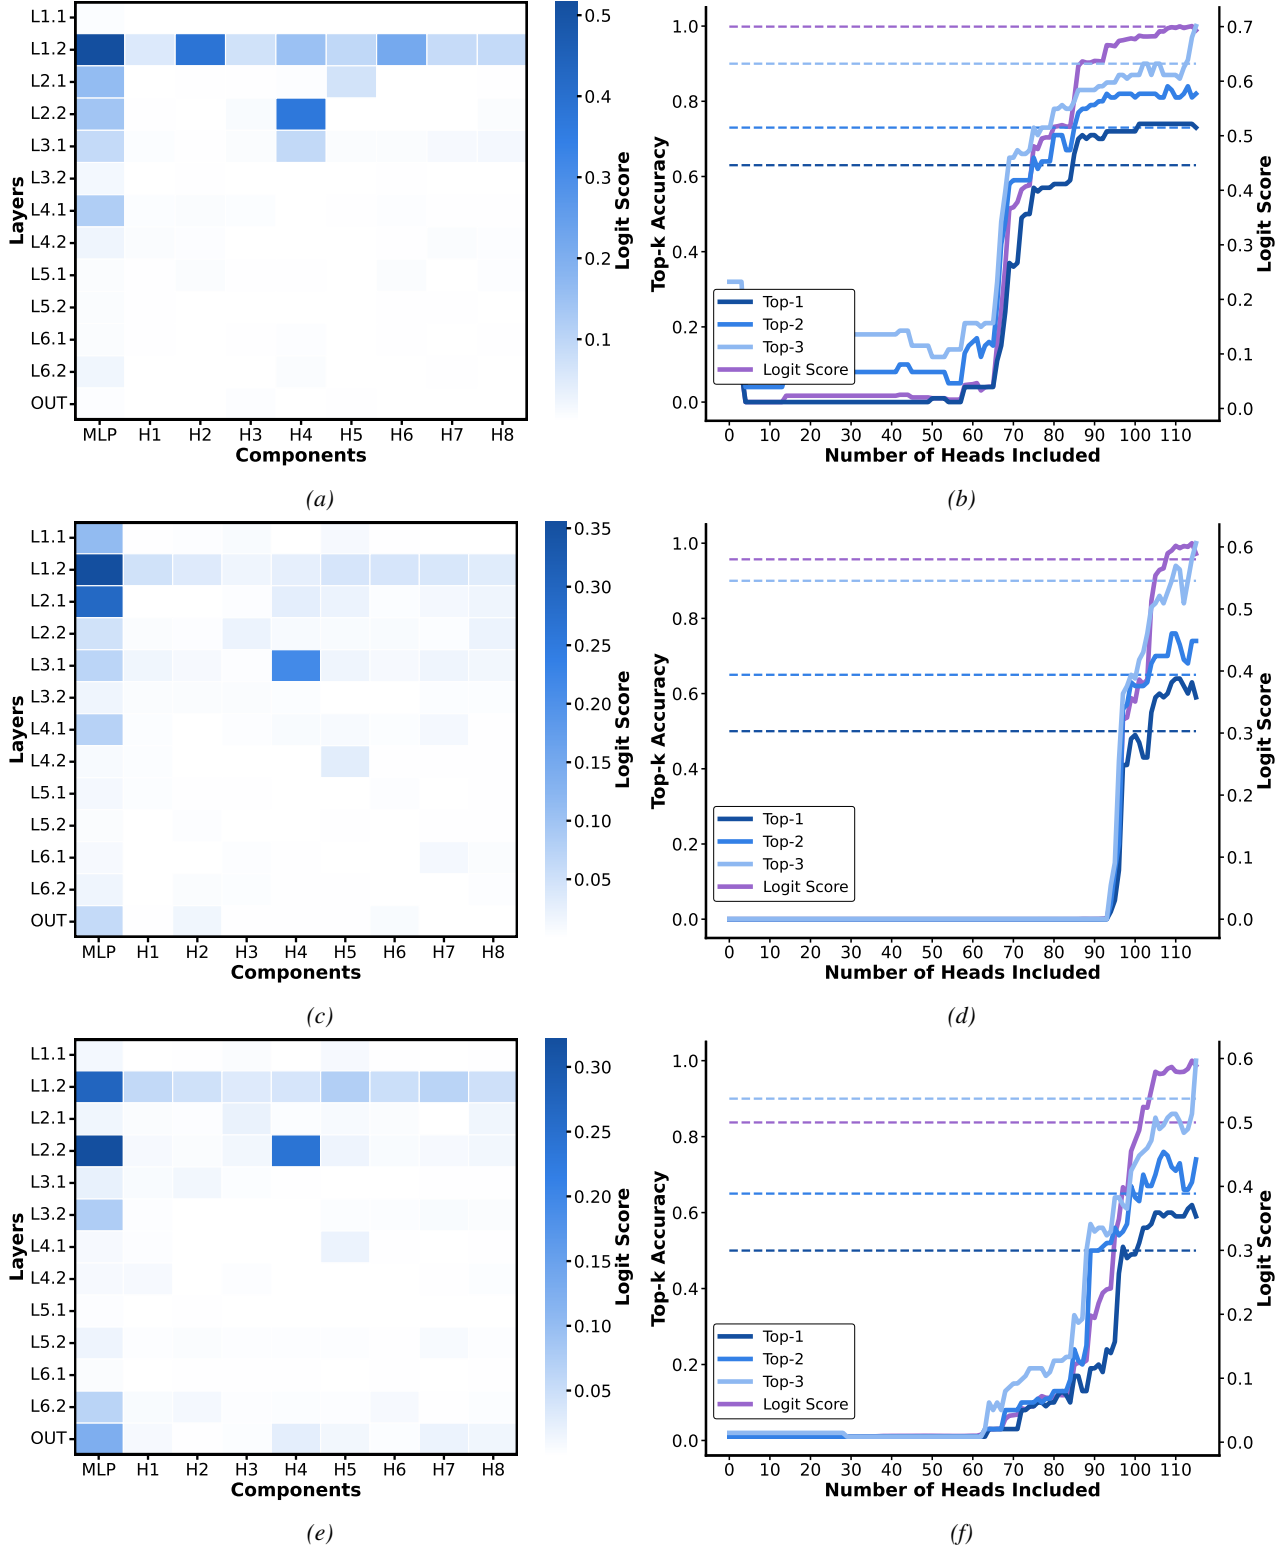 L1.1
L1.2
L2.1
L2.2
L3.1
L3.2
L4.1
L4.2
L5.1
L5.2
L6.1
L6.2
OUT
Layers
MLP H1 H2 H3 H4 H5 H6 H7 H8
Components
0.5
0.4
0.3
0.2
0.1
Logit Score
(a)
1.0
0.8
0.6
0.4
0.2
0.0
Top-k Accuracy
Top-1
Top-2
Top-3
Logit Score
0 10 20 30 40 50 60 70 80 90 100 110
Number of Heads Included
0.7
0.6
0.5
0.4
0.3
0.2
0.1
0.0
Logit Score
(b)
L1.1
L1.2
L2.1
L2.2
L3.1
L3.2
L4.1
L4.2
L5.1
L5.2
L6.1
L6.2
OUT
Layers
MLP H1 H2 H3 H4 H5 H6 H7 H8
Components
0.35
0.30
0.25
0.20
0.15
0.10
0.05
Logit Score
(c)
1.0
0.8
0.6
0.4
0.2
0.0
Top-k Accuracy
Top-1
Top-2
Top-3
Logit Score
0 10 20 30 40 50 60 70 80 90 100 110
Number of Heads Included
0.6
0.5
0.4
0.3
0.2
0.1
0.0
Logit Score
(d)
L1.1
L1.2
L2.1
L2.2
L3.1
L3.2
L4.1
L4.2
L5.1
L5.2
L6.1
L6.2
OUT
Layers
MLP H1 H2 H3 H4 H5 H6 H7 H8
Components
0.30
0.25
0.20
0.15
0.10
0.05
Logit Score
(e)
1.0
0.8
0.6
0.4
0.2
0.0
Top-k Accuracy
Top-1
Top-2
Top-3
Logit Score
0 10 20 30 40 50 60 70 80 90 100 110
Number of Heads Included
0.6
0.5
0.4
0.3
0.2
0.1
0.0
Logit Score
(f)